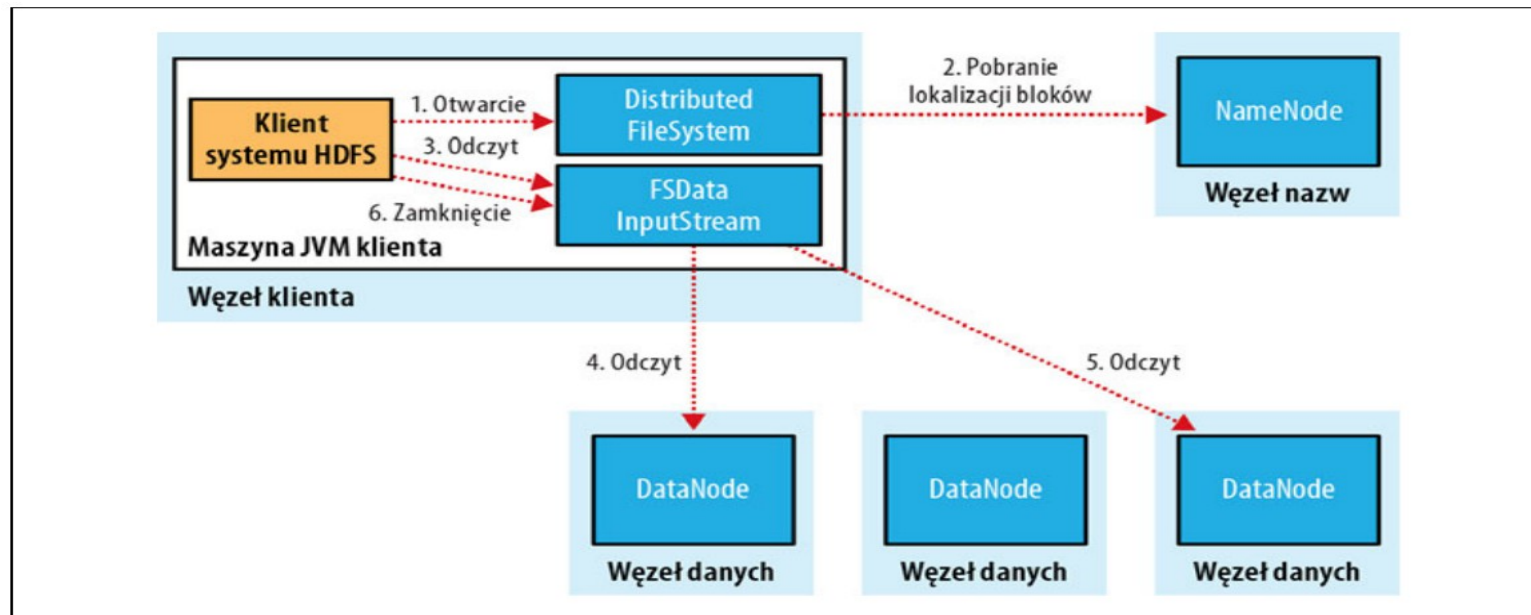 Klient
systemu HDFS
1. Otwarcie
3. Odczyt
6. Zamknięcie
Distributed
FileSystem
FSData
InputStream
Maszyna JVM klienta
Węzeł klienta
2. Pobranie
lokalizacji bloków
NameNode
Węzeł nazw
4. Odczyt
5. Odczyt
DataNode
Węzeł danych
DataNode
Węzeł danych
DataNode
Węzeł danych